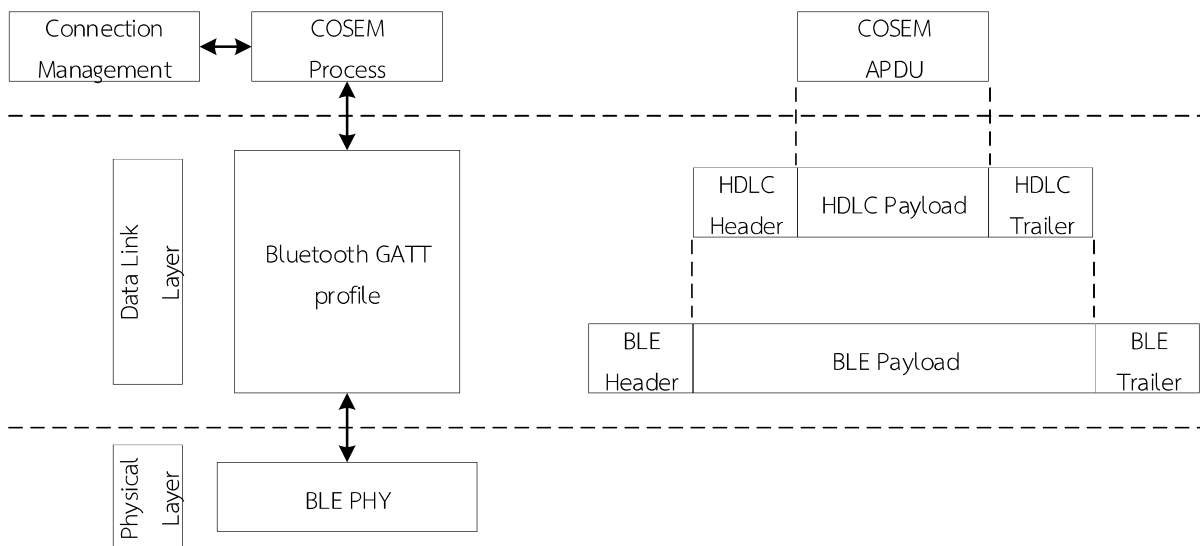 Connection
Management
COSEM
Process
COSEM
APDU
Data Link
Layer
Bluetooth GATT
profile
HDLC
Header
HDLC Payload
HDLC
Trailer
BLE
Header
BLE Payload
BLE
Trailer
Physical
Layer
BLE PHY